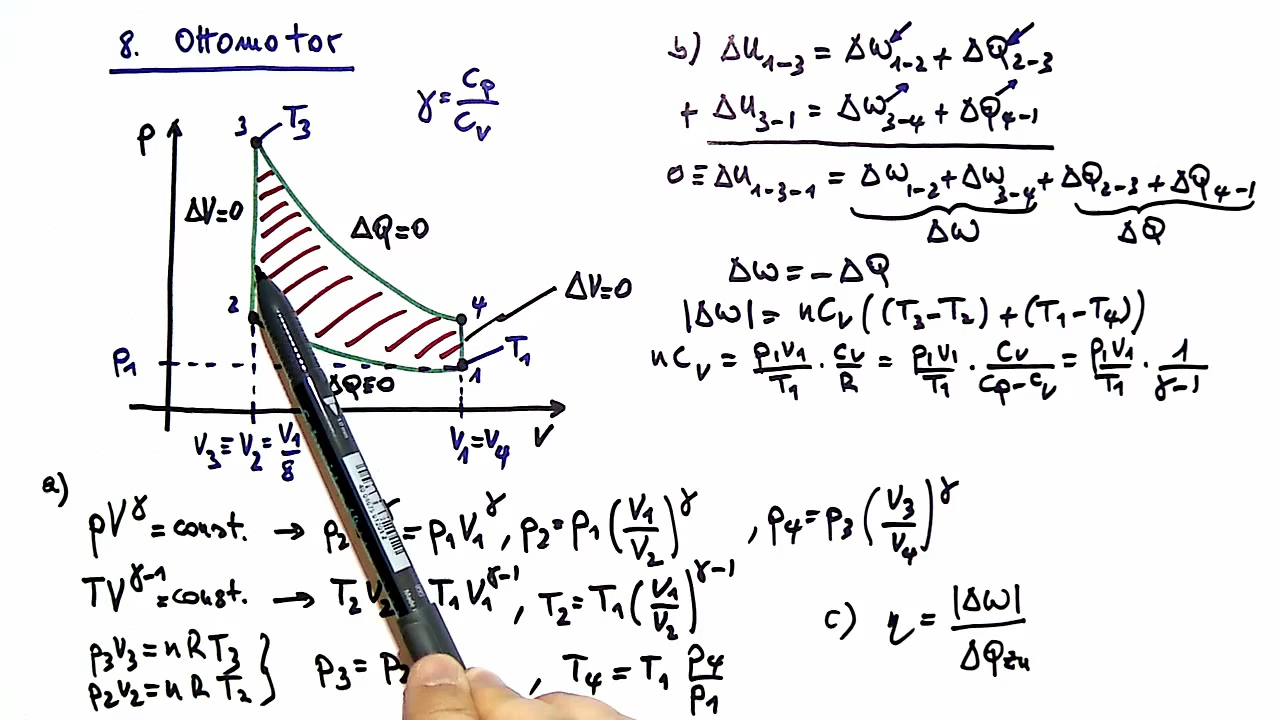 8. Ottomotor
γ = Cp/CV
p
3
T3
ΔV=0
ΔQ=0
2
4
ΔV=0
p1
T1
1
ΔQ=0
V3 ≡ V2 = V1/8
V1=V4
V
b) ΔU1-3 = ΔW1-2 + ΔQ2-3
+ ΔU3-1 = ΔW3-4 + ΔQ4-1
0 ≡ ΔU1-3-1 = ΔW1-2 + ΔW3-4 + ΔQ2-3 + ΔQ4-1
ΔW ΔQ
ΔW = -ΔQ
|ΔW| = nCV((T3-T2)+(T1-T4))
nCV = p1V1/T1 · CV/R = p1V1/T1 · CV/(Cp-CV) = p1V1/T1 · 1/(γ-1)
a)
pV^γ = const. → p2 = p1V1^γ, p2 = p1(V1/V2)^γ, p4 = p3(V3/V4)^γ
TV^(γ-1) = const. → T2V2 T1V1^(γ-1), T2 = T1(V1/V2)^(γ-1)
p3V3 = nRT3
p2V2 = nRT2
} p3 = , T4 = T1 p4/p1
c) η = |ΔW|/ΔQzu